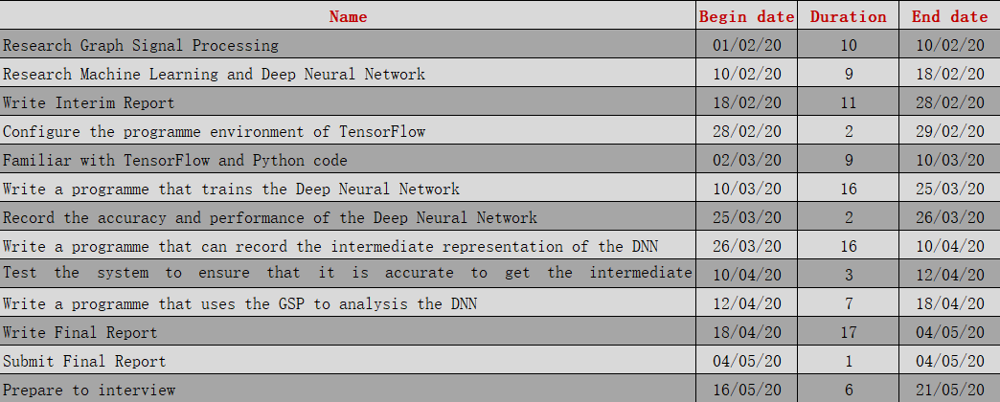 Name Begin date Duration End date
Research Graph Signal Processing 01/02/20 10 10/02/20
Research Machine Learning and Deep Neural Network 10/02/20 9 18/02/20
Write Interim Report 18/02/20 11 28/02/20
Configure the programme environment of TensorFlow 28/02/20 2 29/02/20
Familiar with TensorFlow and Python code 02/03/20 9 10/03/20
Write a programme that trains the Deep Neural Network 10/03/20 16 25/03/20
Record the accuracy and performance of the Deep Neural Network 25/03/20 2 26/03/20
Write a programme that can record the intermediate representation of the DNN 26/03/20 16 10/04/20
Test the system to ensure that it is accurate to get the intermediate 10/04/20 3 12/04/20
Write a programme that uses the GSP to analysis the DNN 12/04/20 7 18/04/20
Write Final Report 18/04/20 17 04/05/20
Submit Final Report 04/05/20 1 04/05/20
Prepare to interview 16/05/20 6 21/05/20